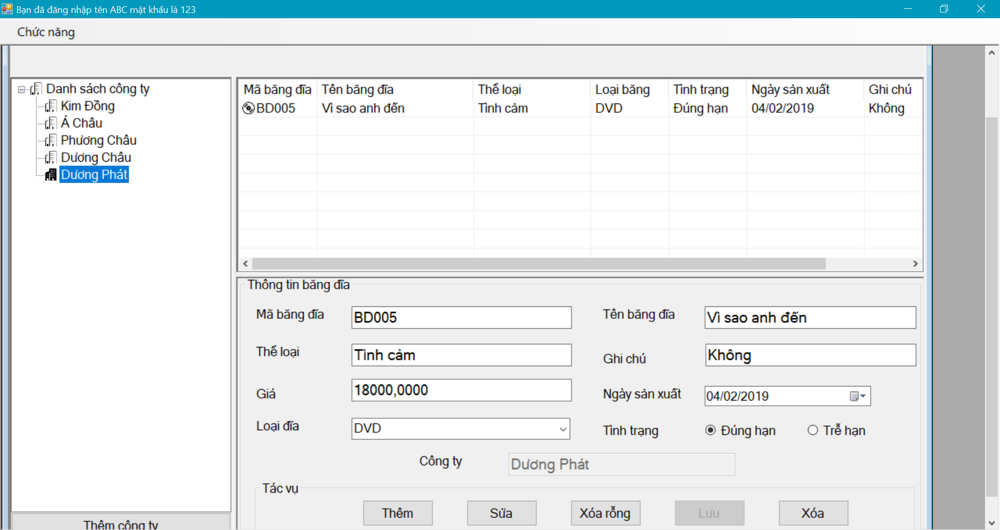 Bạn đã đăng nhập tên ABC mật khẩu là 123
Chức năng
Danh sách công ty
Kim Đồng
Á Châu
Phương Châu
Dương Châu
Dương Phát
Thêm công ty
Mã băng đĩa Tên băng đĩa Thể loại Loại băng Tình trạng Ngày sản xuất Ghi chú
BD005 Vì sao anh đến Tình cảm DVD Đúng hạn 04/02/2019 Không
Thông tin băng đĩa
Mã băng đĩa BD005 Tên băng đĩa Vì sao anh đến
Thể loại Tình cảm Ghi chú Không
Giá 18000,0000 Ngày sản xuất 04/02/2019
Loại đĩa DVD Tình trạng Đúng hạn Trễ hạn
Công ty Dương Phát
Tác vụ
Thêm Sửa Xóa rỗng Lưu Xóa